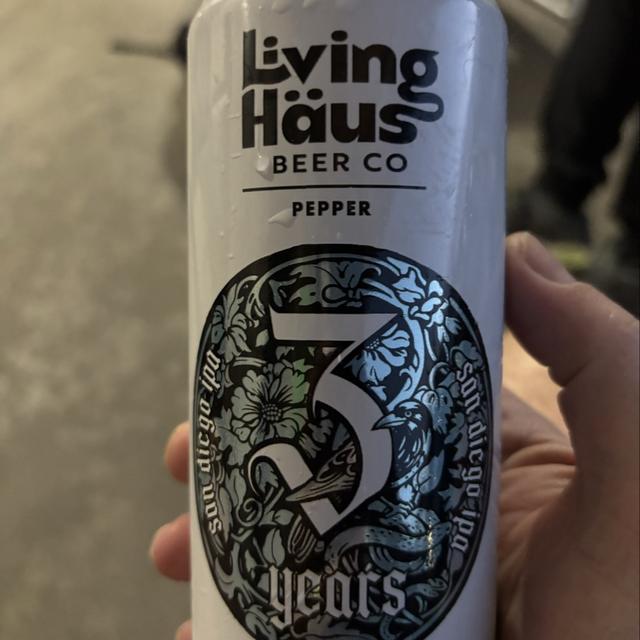 Living
Häus
BEER CO
PEPPER
3
san diego ipa
san diego ipa
years